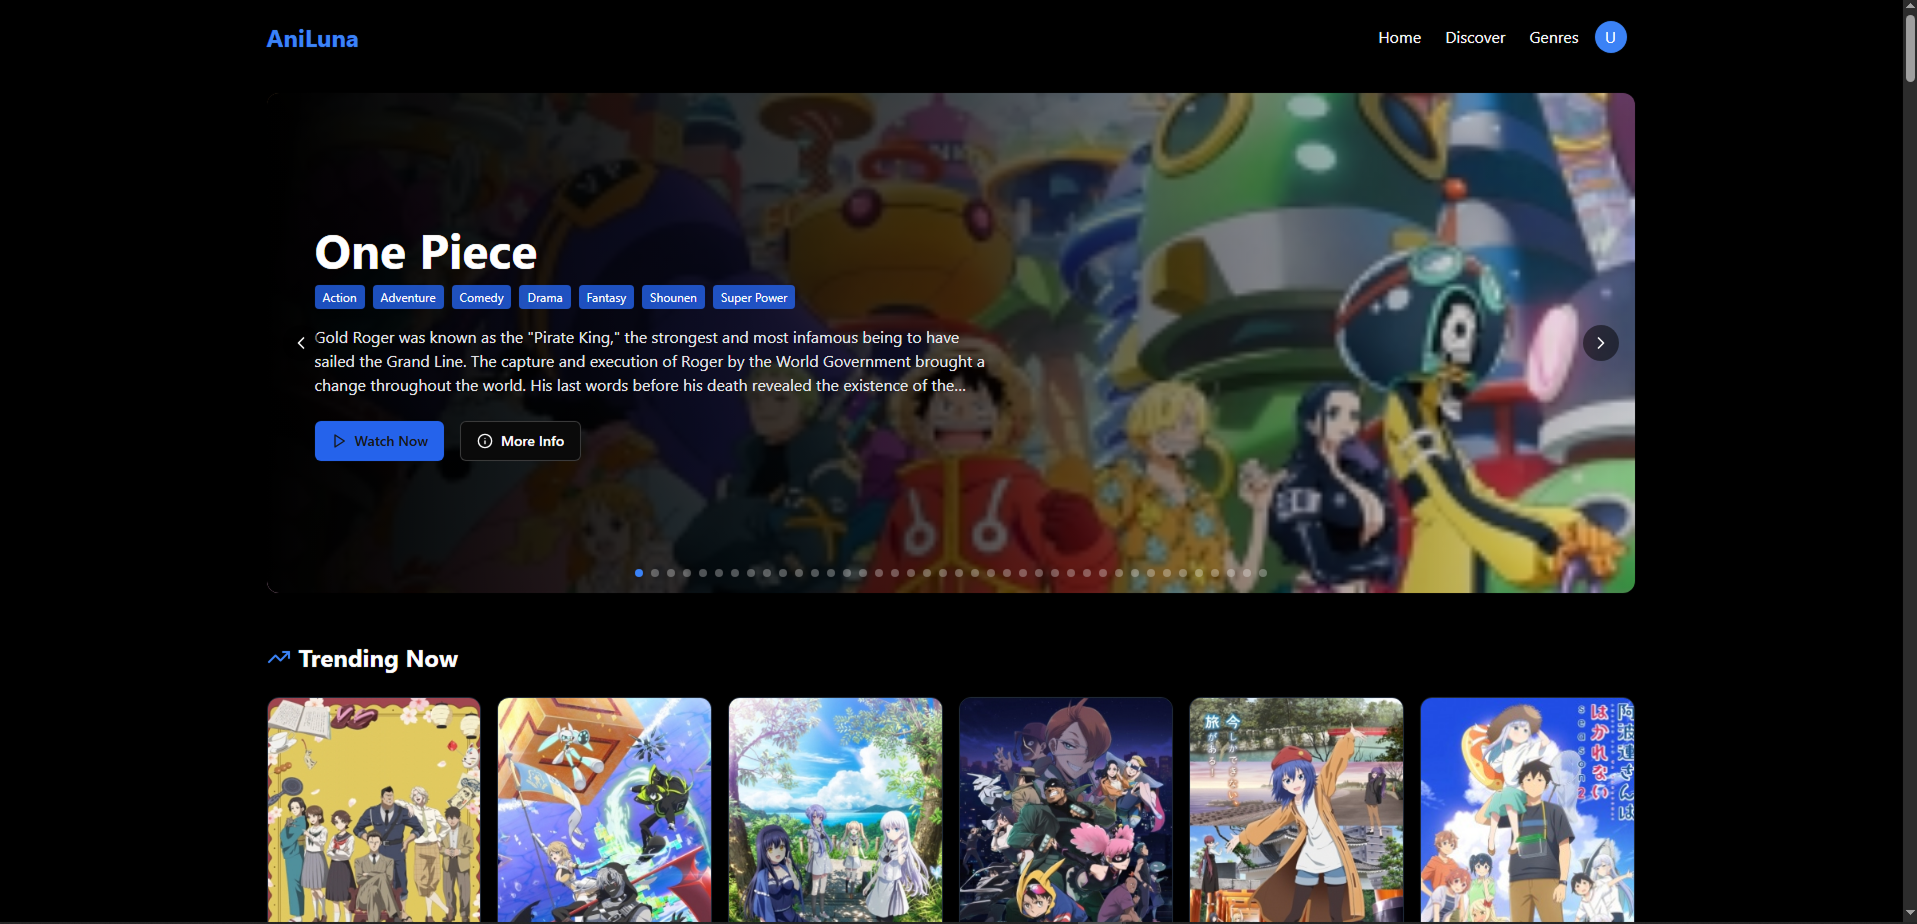 AniLuna
Home
Discover
Genres
U
One Piece
Action
Adventure
Comedy
Drama
Fantasy
Shounen
Super Power
Gold Roger was known as the "Pirate King," the strongest and most infamous being to have
sailed the Grand Line. The capture and execution of Roger by the World Government brought a
change throughout the world. His last words before his death revealed the existence of the...
Watch Now
More Info
Trending Now
今しかできない
旅がある！
阿波連さんは
はかれない
season2